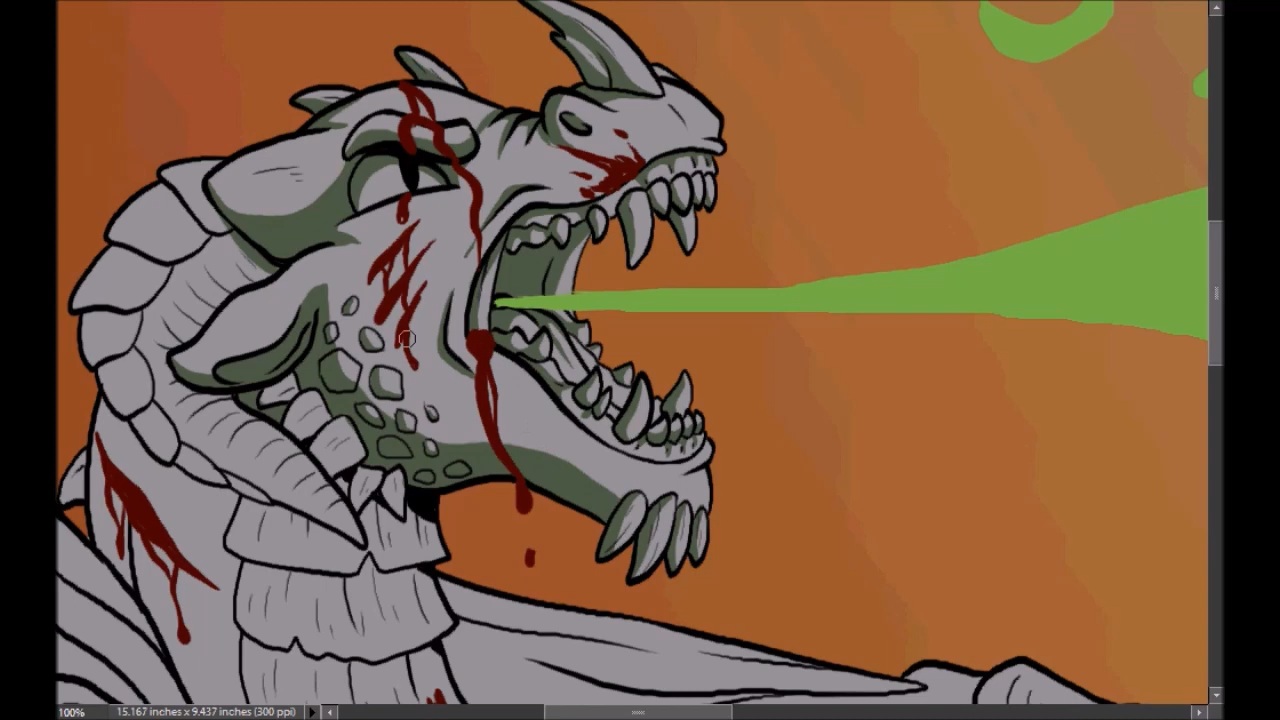 100% 15.167 inches x 9.437 inches (300 ppi)